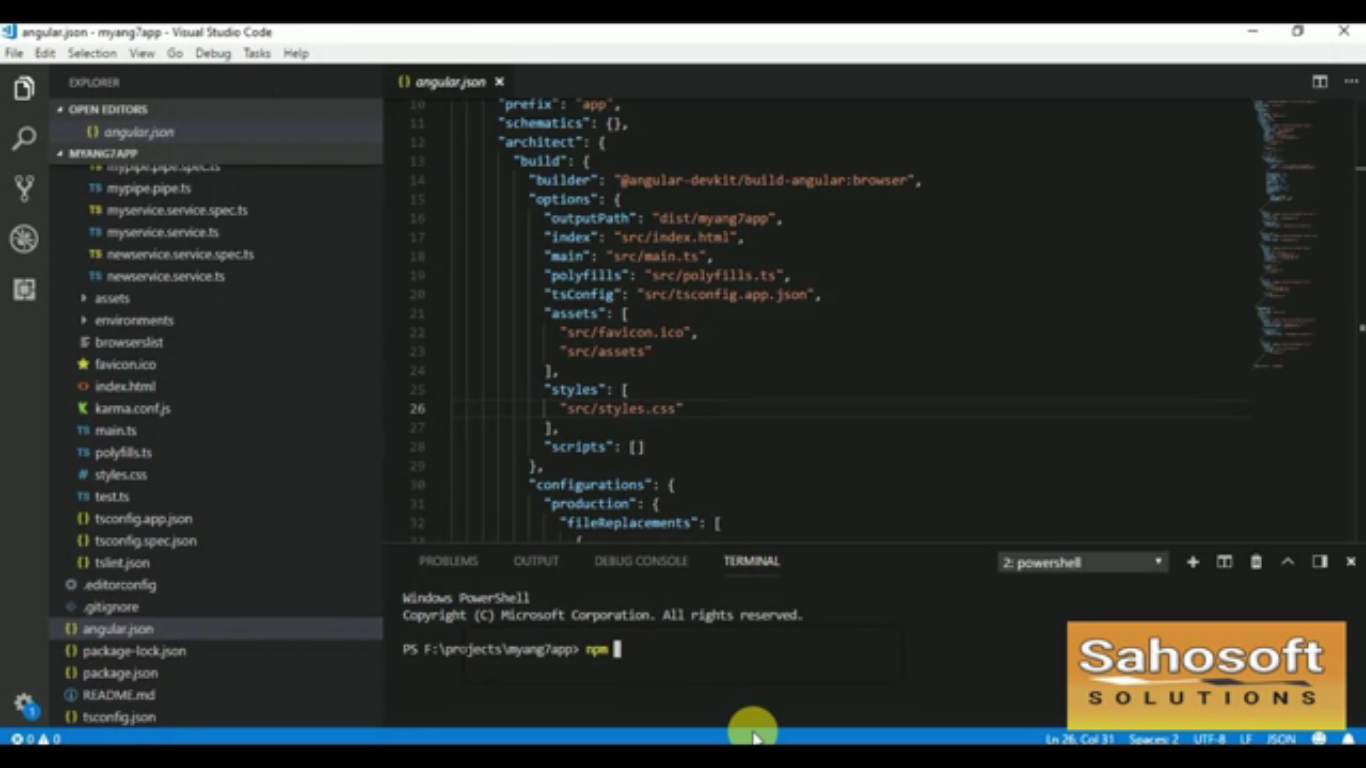 angular.json - myang7app - Visual Studio Code
File Edit Selection View Go Debug Tasks Help
EXPLORER
OPEN EDITORS
{} angular.json
MYANG7APP
mypipe.pipe.spec.ts
TS mypipe.pipe.ts
TS myservice.service.spec.ts
TS myservice.service.ts
TS newservice.service.spec.ts
TS newservice.service.ts
assets
environments
browserslist
favicon.ico
index.html
karma.conf.js
TS main.ts
TS polyfills.ts
# styles.css
TS test.ts
{} tsconfig.app.json
{} tsconfig.spec.json
{} tslint.json
.editorconfig
.gitignore
{} angular.json
{} package-lock.json
{} package.json
README.md
{} tsconfig.json
1
{} angular.json
10 "prefix": "app",
11 "schematics": {},
12 "architect": {
13 "build": {
14 "builder": "@angular-devkit/build-angular:browser",
15 "options": {
16 "outputPath": "dist/myang7app",
17 "index": "src/index.html",
18 "main": "src/main.ts",
19 "polyfills": "src/polyfills.ts",
20 "tsConfig": "src/tsconfig.app.json",
21 "assets": [
22 "src/favicon.ico",
23 "src/assets"
24 ],
25 "styles": [
26 "src/styles.css"
27 ],
28 "scripts": []
29 },
30 "configurations": {
31 "production": {
32 "fileReplacements": [
{
PROBLEMS OUTPUT DEBUG CONSOLE TERMINAL 2: powershell
Windows PowerShell
Copyright (C) Microsoft Corporation. All rights reserved.
PS F:\projects\myang7app> npm
Sahosoft
SOLUTIONS
0 0 Ln 26, Col 31 Spaces: 2 UTF-8 LF JSON